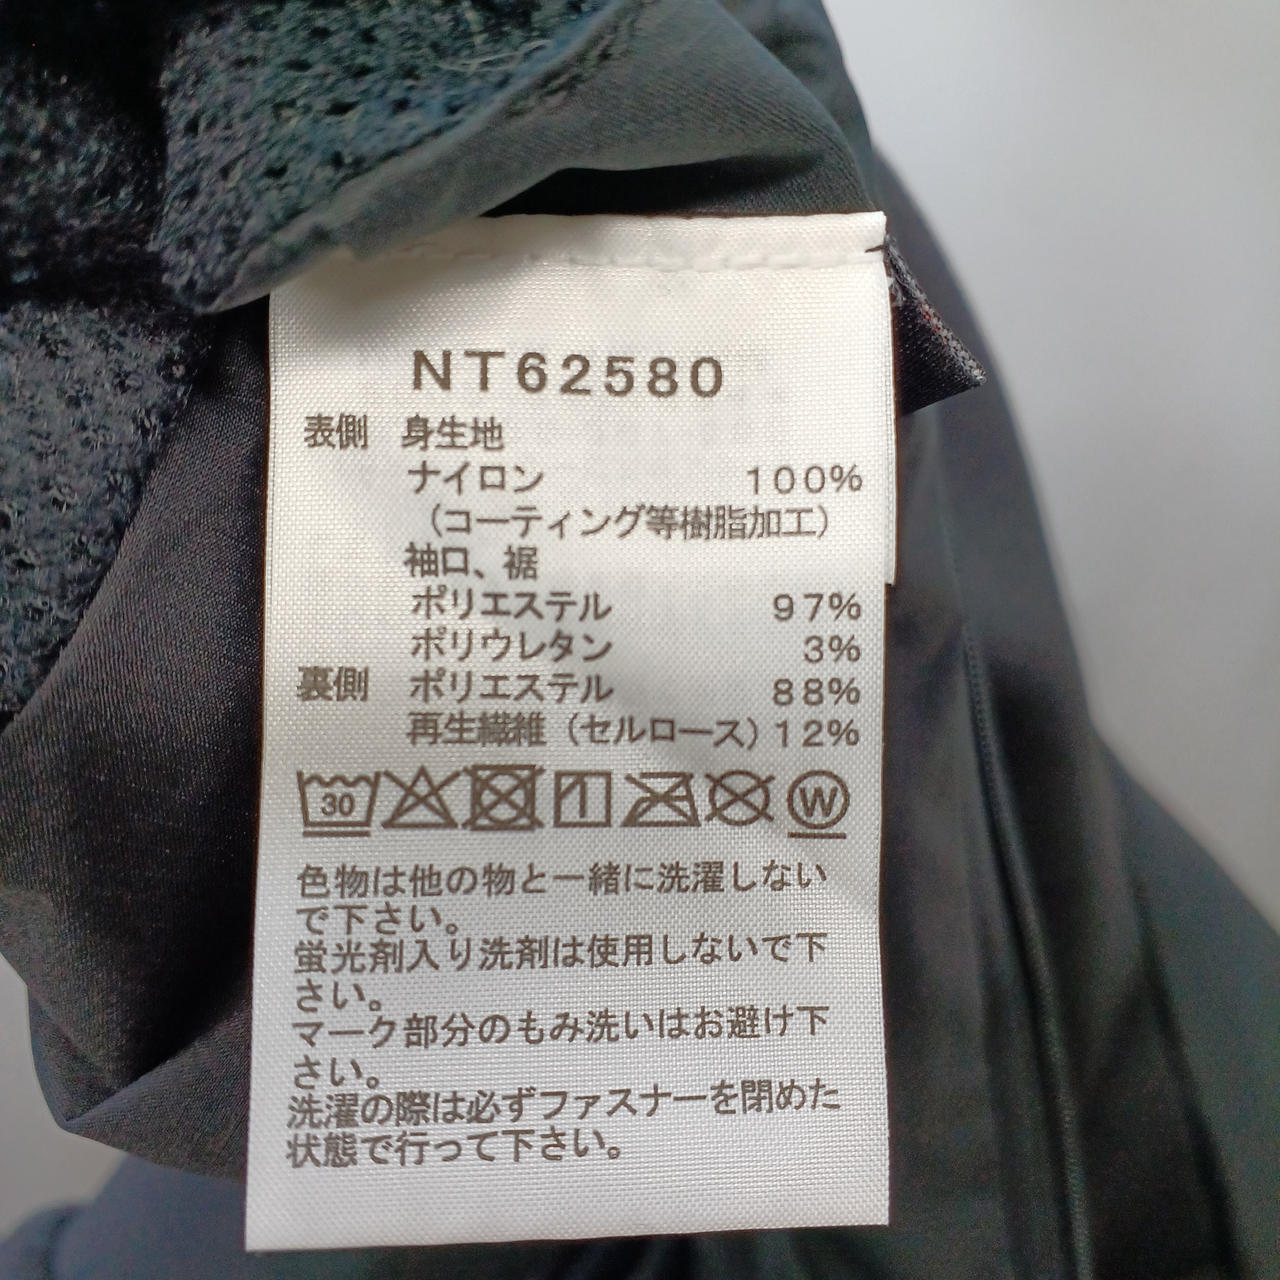 NT62580
表側 身生地
ナイロン 100%
（コーティング等樹脂加工）
袖口、裾
ポリエステル 97%
ポリウレタン 3%
裏側 ポリエステル 88%
再生繊維（セルロース）12%
30 W
色物は他の物と一緒に洗濯しない
で下さい。
蛍光剤入り洗剤は使用しないで下
さい。
マーク部分のもみ洗いはお避け下
さい。
洗濯の際は必ずファスナーを閉めた
状態で行って下さい。